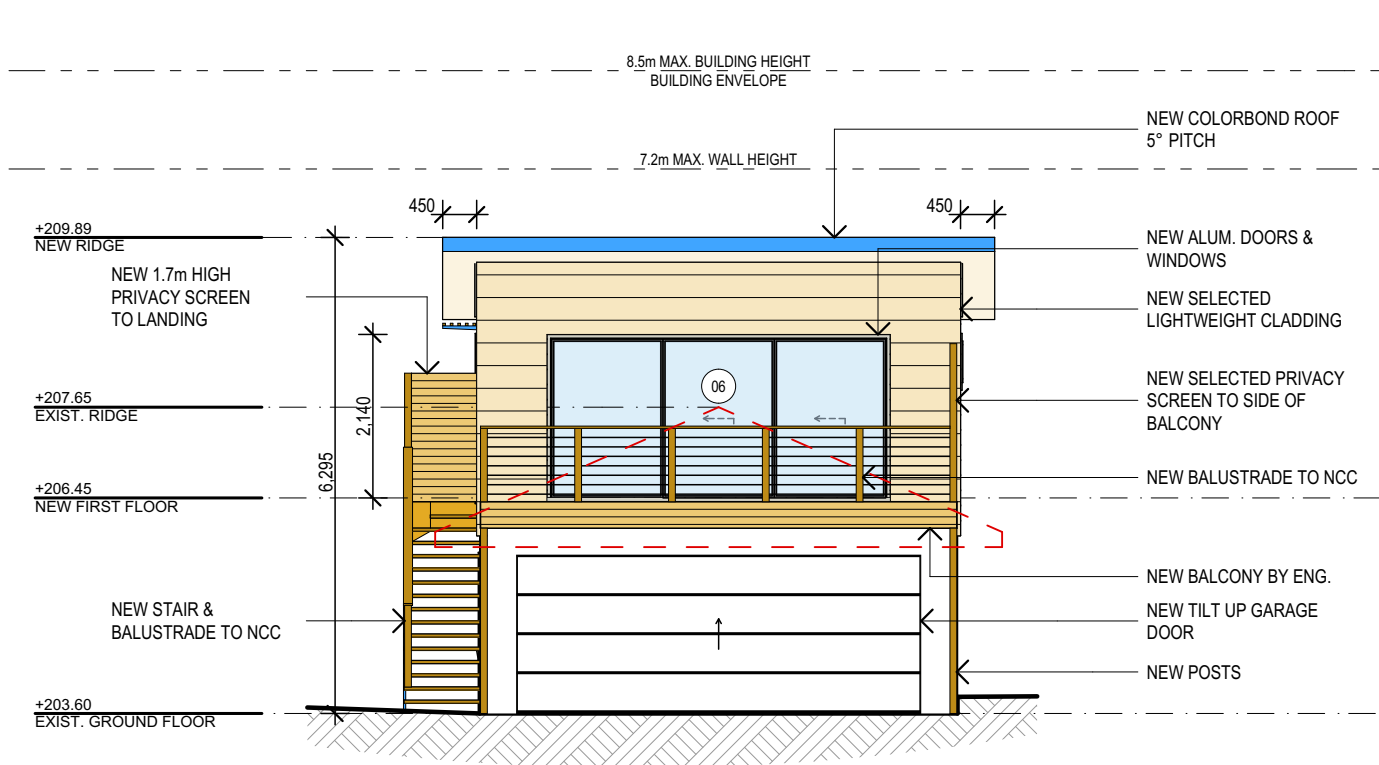 8.5m MAX. BUILDING HEIGHT
BUILDING ENVELOPE
NEW COLORBOND ROOF
5° PITCH
7.2m MAX. WALL HEIGHT
450
450
+209.89
NEW RIDGE
NEW ALUM. DOORS &
WINDOWS
NEW 1.7m HIGH
PRIVACY SCREEN
TO LANDING
NEW SELECTED
LIGHTWEIGHT CLADDING
06
NEW SELECTED PRIVACY
SCREEN TO SIDE OF
BALCONY
+207.65
EXIST. RIDGE
2,140
6,295
NEW BALUSTRADE TO NCC
+206.45
NEW FIRST FLOOR
NEW BALCONY BY ENG.
NEW STAIR &
BALUSTRADE TO NCC
NEW TILT UP GARAGE
DOOR
NEW POSTS
+203.60
EXIST. GROUND FLOOR